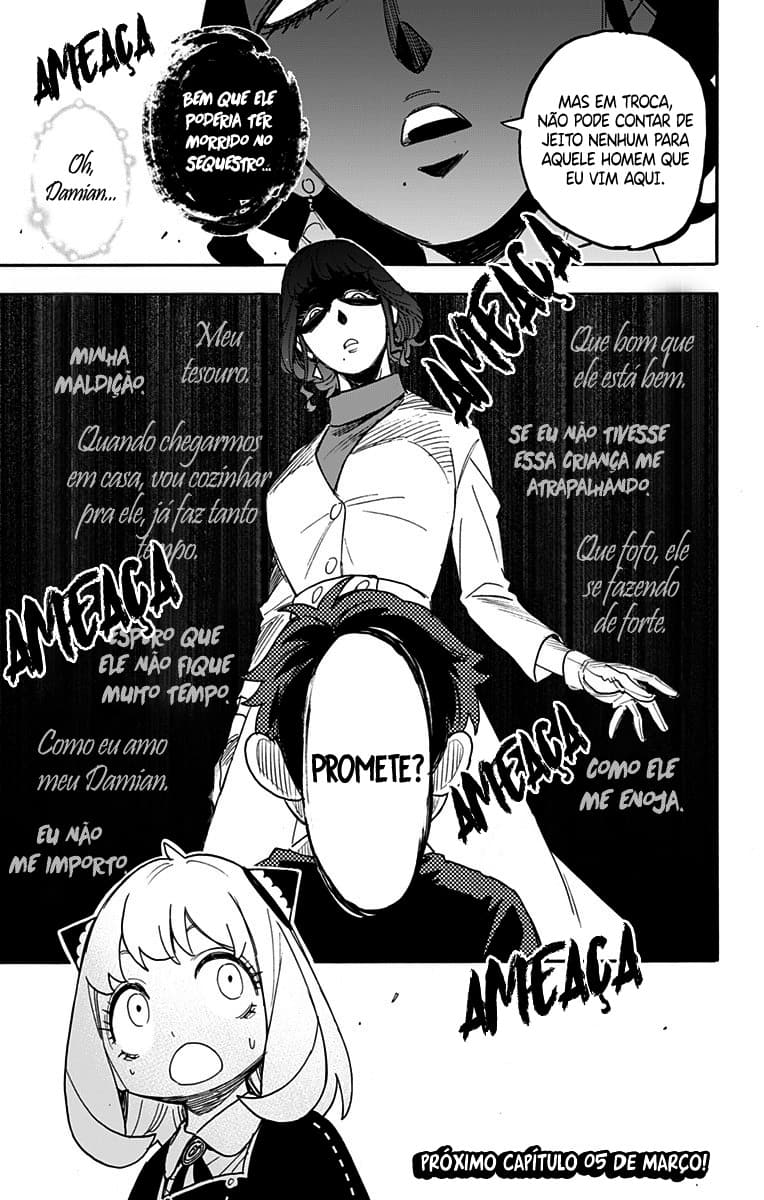 MAS EM TROCA,
NÃO PODE CONTAR DE
JEITO NENHUM PARA
AQUELE HOMEM QUE
EU VIM AQUI.
BEM QUE ELE
PODERIA TER
MORRIDO NO
SEQUESTRO...
AMEAÇA
Oh,
Damian...
AMEAÇA
Que bom que
ele está bem.
Meu
tesouro.
MINHA
MALDIÇÃO.
SE EU NÃO TIVESSE
ESSA CRIANÇA ME
ATRAPALHANDO.
Quando chegarmos
em casa, vou cozinhar
pra ele, já faz tanto
tempo.
Que fofo, ele
se fazendo
de forte.
AMEAÇA
ESPERO QUE
ELE NÃO FIQUE
MUITO TEMPO.
PROMETE?
AMEAÇA
COMO ELE
ME ENOJA.
Como eu amo
meu Damian.
EU NÃO
ME IMPORTO.
AMEAÇA
PRÓXIMO CAPÍTULO 05 DE MARÇO!